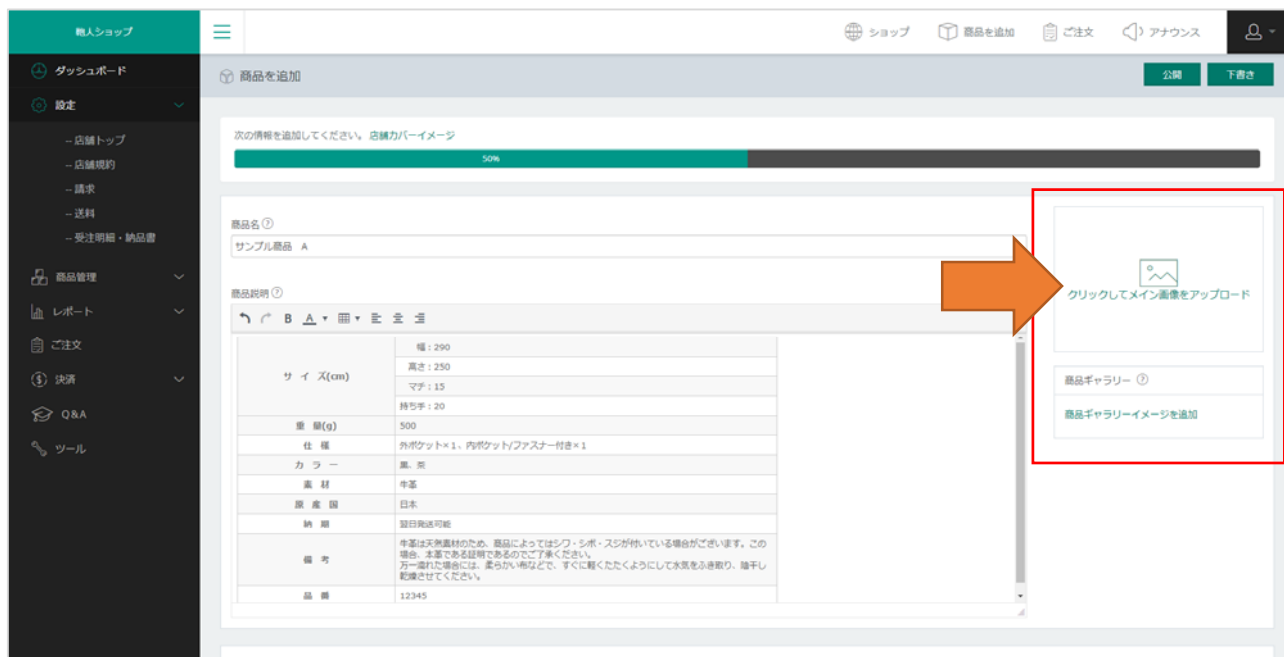 職人ショップ
ショップ
商品を追加
ご注文
アナウンス
ダッシュボード
設定
-- 店舗トップ
-- 店舗規約
-- 請求
-- 送料
-- 受注明細・納品書
商品管理
レポート
ご注文
決済
Q&A
ツール
商品を追加
公開
下書き
次の情報を追加してください。 店舗カバーイメージ
50%
商品名
サンプル商品 A
商品説明
B A
サ イ ズ(cm)
幅：290
高さ：250
マチ：15
持ち手：20
重 量(g) 500
仕 様 外ポケット×1、内ポケット/ファスナー付き×1
カ ラ ー 黒、茶
素 材 牛革
原 産 国 日本
納 期 翌日発送可能
備 考
牛革は天然素材のため、商品によってはシワ・シボ・スジが付いている場合がございます。この
場合、本革である証明であるのでご了承ください。
万一濡れた場合には、柔らかい布などで、すぐに軽くたたくようにして水気をふき取り、陰干し
乾燥させてください。
品 番 12345
クリックしてメイン画像をアップロード
商品ギャラリー
商品ギャラリーイメージを追加